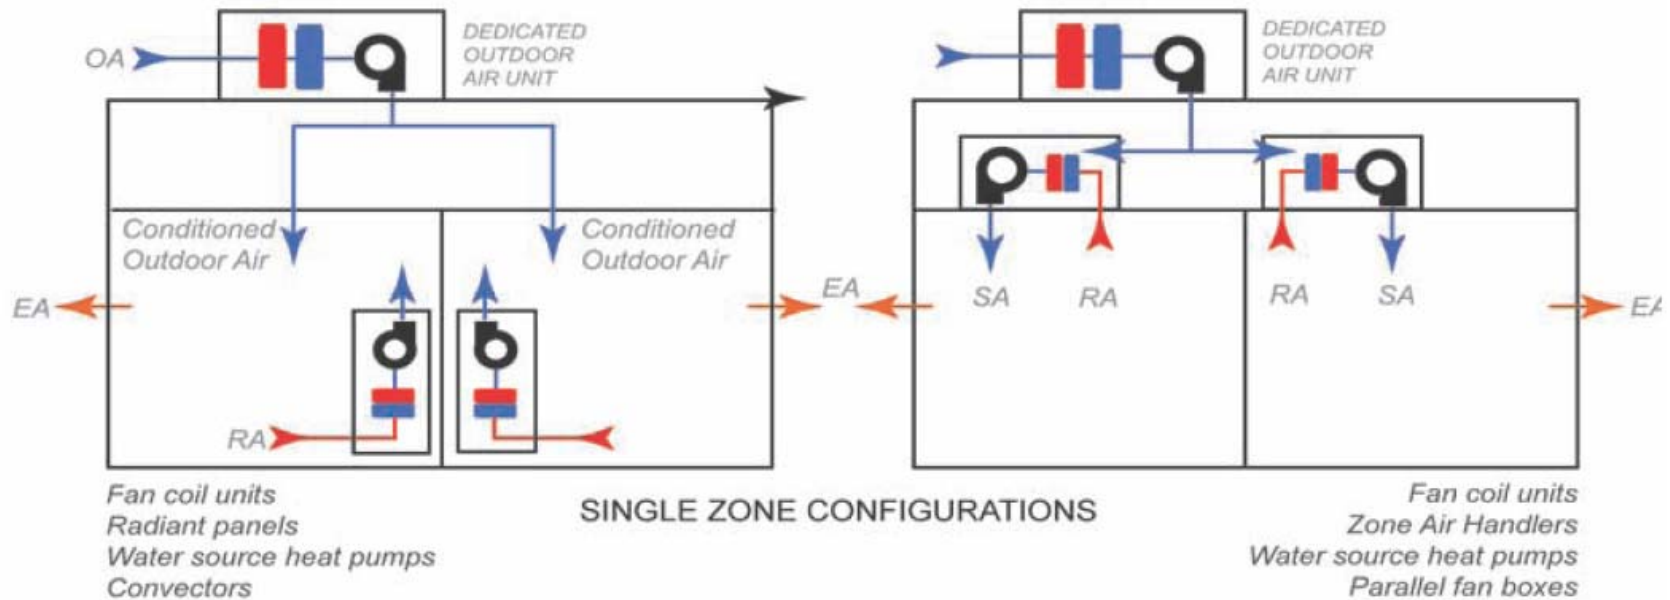 OA
DEDICATED
OUTDOOR
AIR UNIT
Conditioned
Outdoor Air
Conditioned
Outdoor Air
EA
EA
RA
Fan coil units
Radiant panels
Water source heat pumps
Convectors
SINGLE ZONE CONFIGURATIONS
DEDICATED
OUTDOOR
AIR UNIT
SA
RA
RA
SA
EA
Fan coil units
Zone Air Handlers
Water source heat pumps
Parallel fan boxes